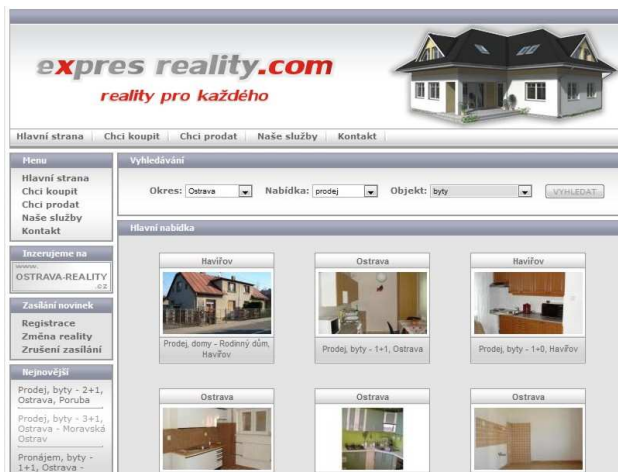 expres reality.com
reality pro každého
Hlavní strana Chci koupit Chci prodat Naše služby Kontakt
Menu
Hlavní strana
Chci koupit
Chci prodat
Naše služby
Kontakt
Inzerujeme na
www.
OSTRAVA-REALITY
.cz
Zasílání novinek
Registrace
Změna reality
Zrušení zasílání
Nejnovější
Prodej, byty - 2+1,
Ostrava, Poruba
Prodej, byty - 3+1,
Ostrava - Moravská
Ostrav
Pronájem, byty -
1+1, Ostrava -
Vyhledávání
Okres: Ostrava Nabídka: prodej Objekt: byty VYHLEDAT
Hlavní nabídka
Havířov Ostrava Havířov
Prodej, domy - Rodinný dům,
Havířov
Prodej, byty - 1+1, Ostrava
Prodej, byty - 1+0, Havířov
Ostrava Ostrava Ostrava